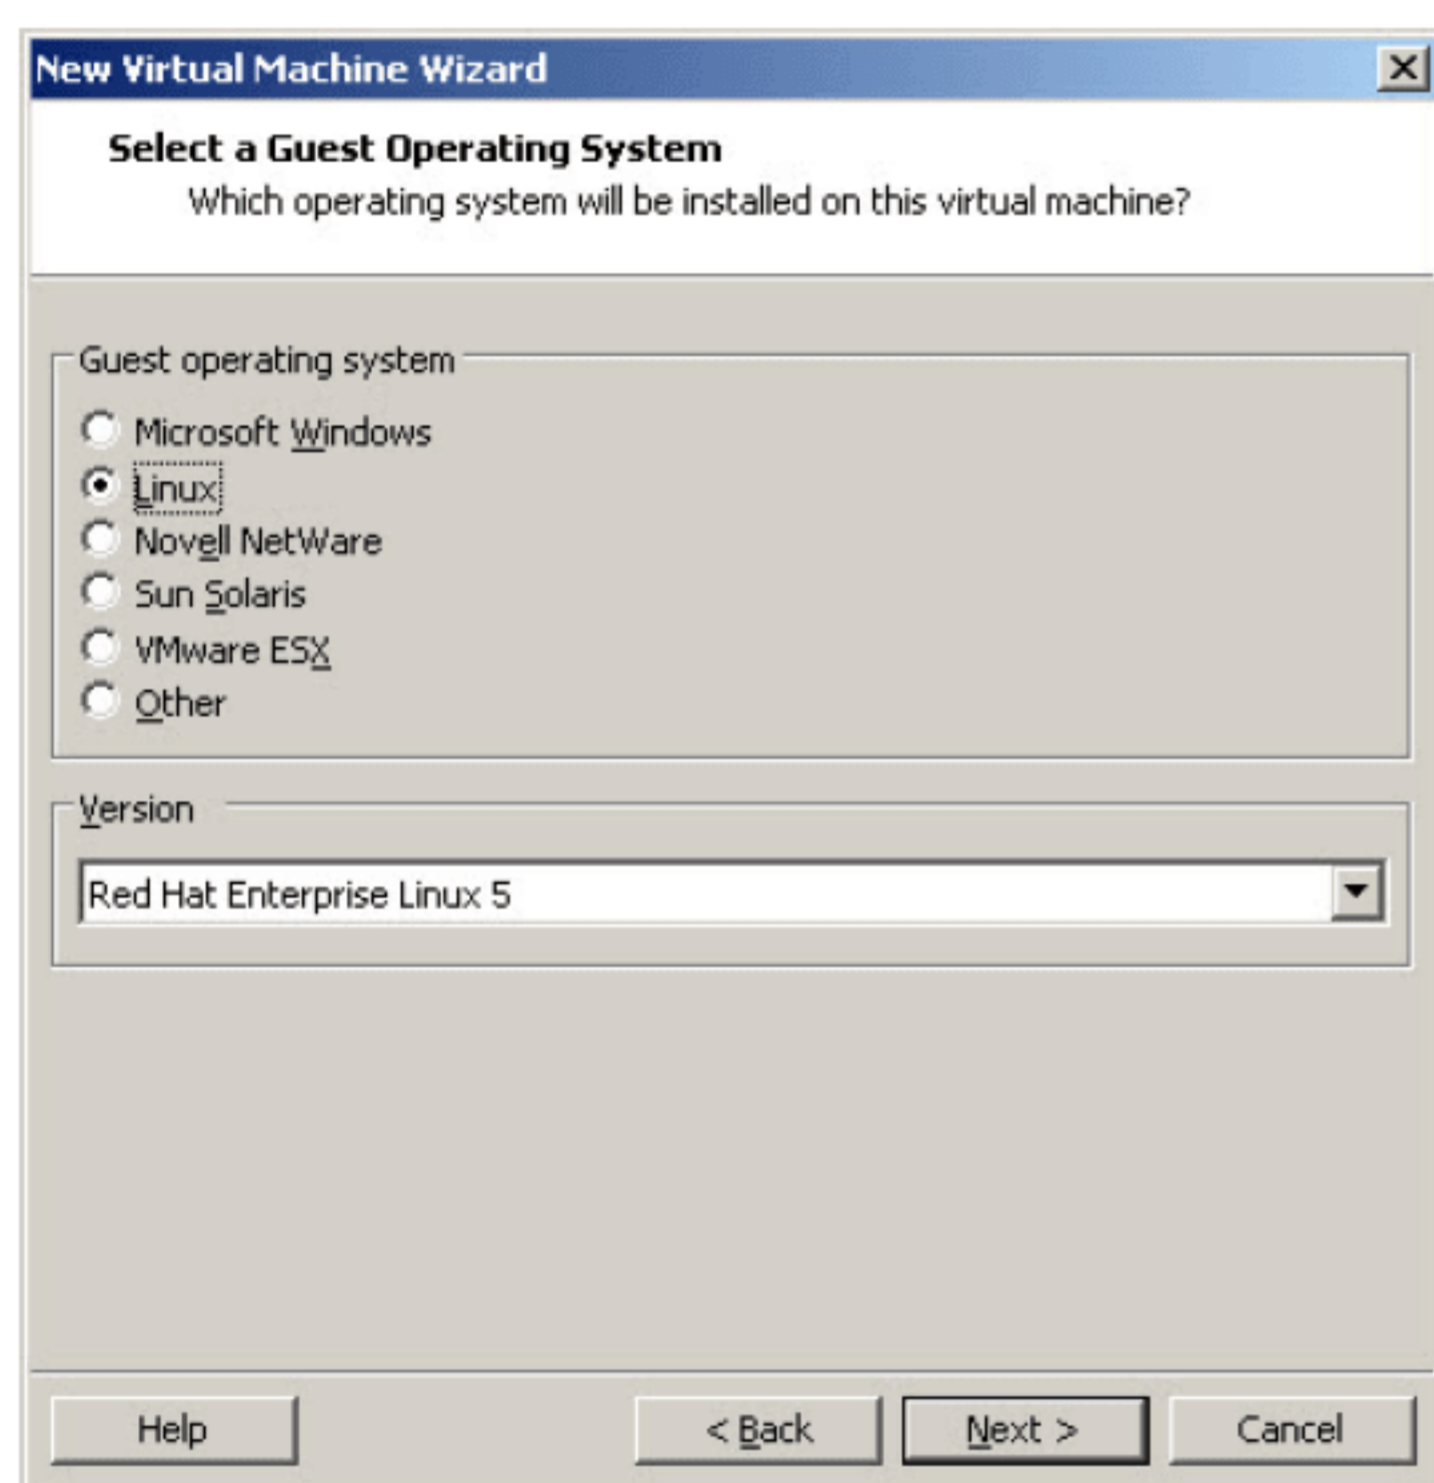 New Virtual Machine Wizard
Select a Guest Operating System
Which operating system will be installed on this virtual machine?
Guest operating system
Microsoft Windows
Linux
Novell NetWare
Sun Solaris
VMware ESX
Other
Version
Red Hat Enterprise Linux 5
Help
< Back
Next >
Cancel